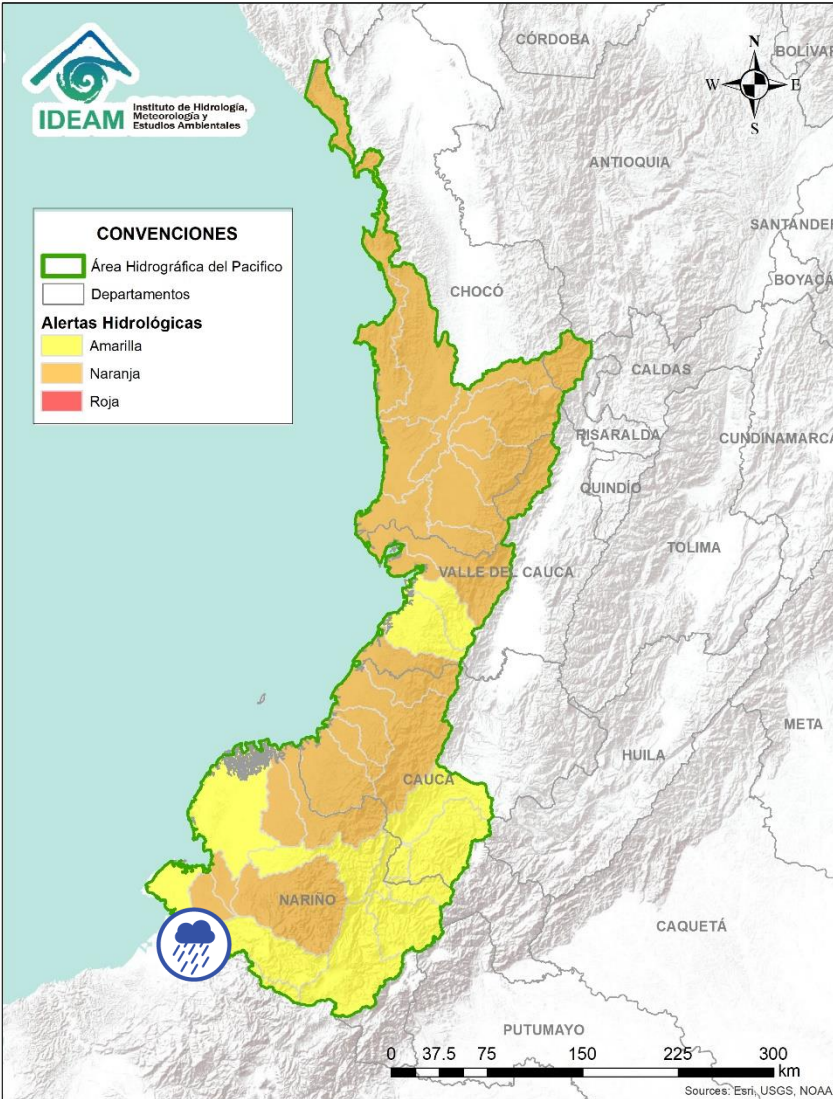 CÓRDOBA
BOLÍVAR
N
W
E
S
IDEAM
Instituto de Hidrología,
Meteorología y
Estudios Ambientales
ANTIOQUIA
SANTANDER
CONVENCIONES
Área Hidrográfica del Pacifico
Departamentos
Alertas Hidrológicas
Amarilla
Naranja
Roja
BOYACÁ
CHOCÓ
CALDAS
RISARALDA
CUNDINAMARCA
QUINDÍO
TOLIMA
VALLE DEL CAUCA
META
HUILA
CAUCA
NARIÑO
CAQUETÁ
PUTUMAYO
0 37.5 75 150 225 300
km
Sources: Esri, USGS, NOAA